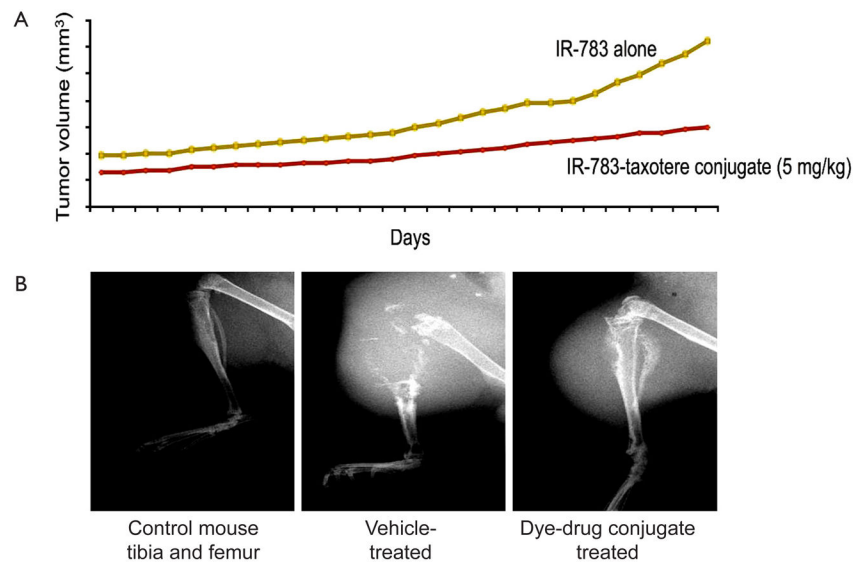 A
Tumor volume (mm³)
IR-783 alone
IR-783-taxotere conjugate (5 mg/kg)
Days
B
Control mouse
tibia and femur
Vehicle-
treated
Dye-drug conjugate
treated